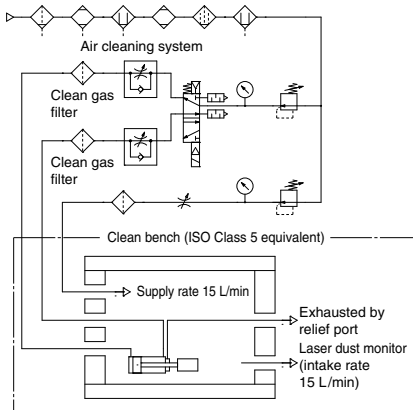 Air cleaning system
Clean gas
filter
Clean gas
filter
Clean bench (ISO Class 5 equivalent)
Supply rate 15 L/min
Exhausted by
relief port
Laser dust monitor
(intake rate
15 L/min)